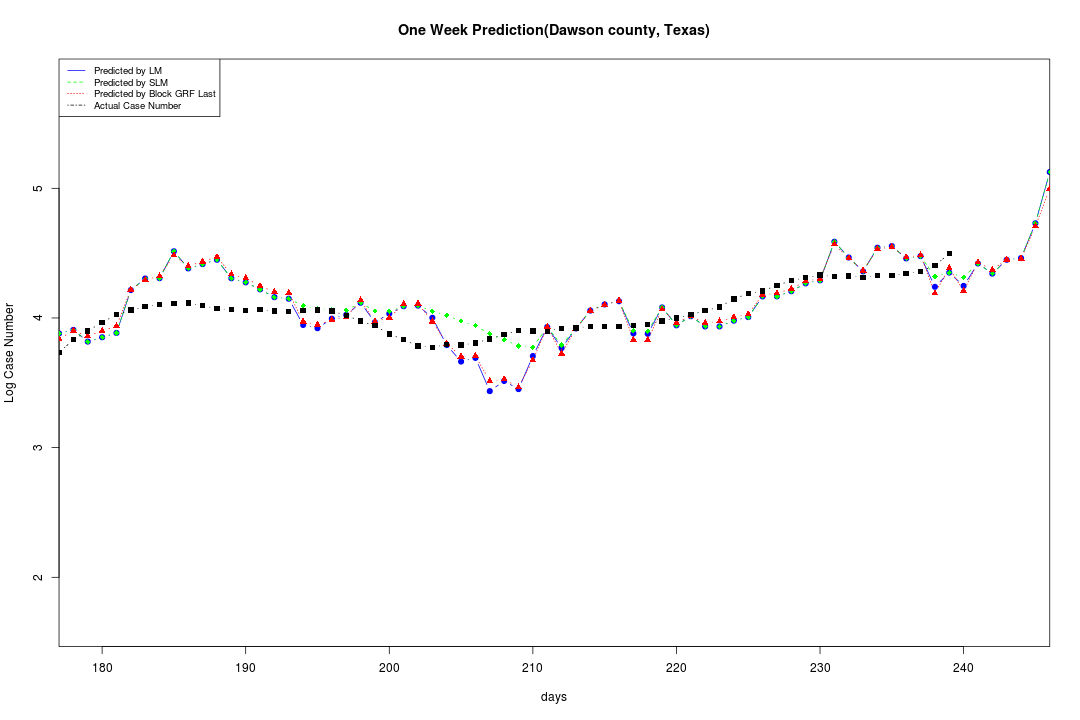 One Week Prediction(Dawson county, Texas)
Predicted by LM
Predicted by SLM
Predicted by Block GRF Last
Actual Case Number
5
4
3
2
Log Case Number
180 190 200 210 220 230 240
days